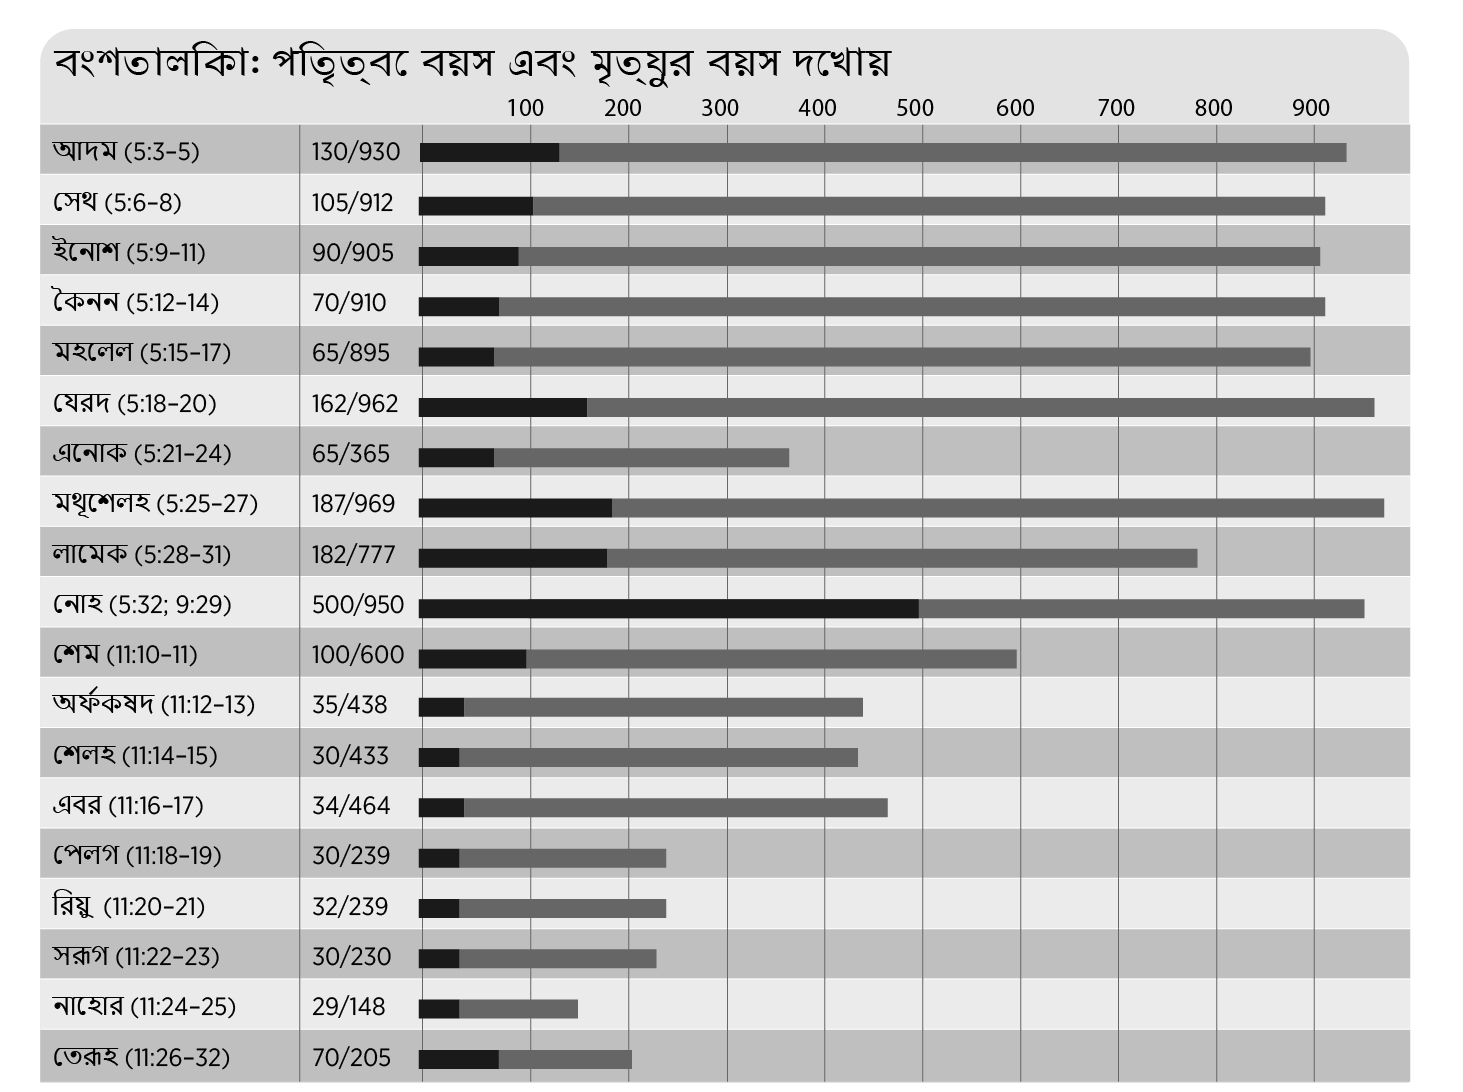 বংশতালকিা: পতিৃত্বে বয়স এবং মৃত্যুর বয়স দখোয়
100 200 300 400 500 600 700 800 900
আদম (5:3–5) 130/930
সেথ (5:6–8) 105/912
ইনোশ (5:9–11) 90/905
কৈনন (5:12–14) 70/910
মহলেল (5:15–17) 65/895
যেরদ (5:18–20) 162/962
এনোক (5:21–24) 65/365
মথূশেলহ (5:25–27) 187/969
লামেক (5:28–31) 182/777
নোহ (5:32; 9:29) 500/950
শেম (11:10–11) 100/600
অর্ফকষদ (11:12–13) 35/438
শেলহ (11:14–15) 30/433
এবর (11:16–17) 34/464
পেলগ (11:18–19) 30/239
রিয়ু (11:20–21) 32/239
সরূগ (11:22–23) 30/230
নাহোর (11:24–25) 29/148
তেরূহ (11:26–32) 70/205